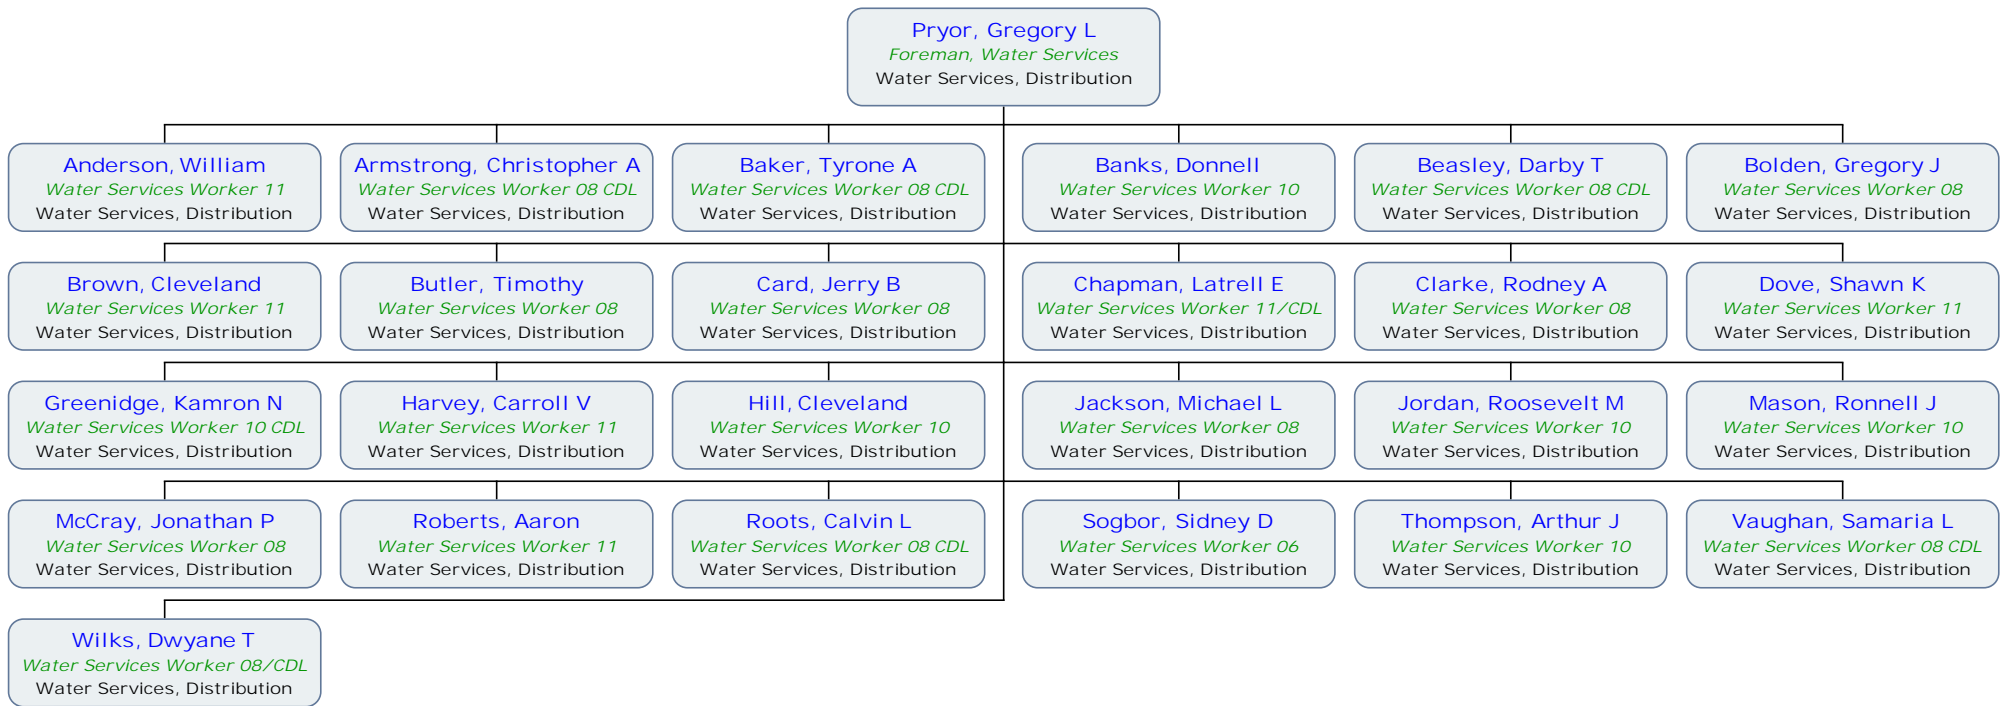 Pryor, Gregory L
Foreman, Water Services
Water Services, Distribution
Anderson, William
Water Services Worker 11
Water Services, Distribution
Armstrong, Christopher A
Water Services Worker 08 CDL
Water Services, Distribution
Baker, Tyrone A
Water Services Worker 08 CDL
Water Services, Distribution
Banks, Donnell
Water Services Worker 10
Water Services, Distribution
Beasley, Darby T
Water Services Worker 08 CDL
Water Services, Distribution
Bolden, Gregory J
Water Services Worker 08
Water Services, Distribution
Brown, Cleveland
Water Services Worker 11
Water Services, Distribution
Butler, Timothy
Water Services Worker 08
Water Services, Distribution
Card, Jerry B
Water Services Worker 08
Water Services, Distribution
Chapman, Latrell E
Water Services Worker 11/CDL
Water Services, Distribution
Clarke, Rodney A
Water Services Worker 08
Water Services, Distribution
Dove, Shawn K
Water Services Worker 11
Water Services, Distribution
Greenidge, Kamron N
Water Services Worker 10 CDL
Water Services, Distribution
Harvey, Carroll V
Water Services Worker 11
Water Services, Distribution
Hill, Cleveland
Water Services Worker 10
Water Services, Distribution
Jackson, Michael L
Water Services Worker 08
Water Services, Distribution
Jordan, Roosevelt M
Water Services Worker 10
Water Services, Distribution
Mason, Ronnell J
Water Services Worker 10
Water Services, Distribution
McCray, Jonathan P
Water Services Worker 08
Water Services, Distribution
Roberts, Aaron
Water Services Worker 11
Water Services, Distribution
Roots, Calvin L
Water Services Worker 08 CDL
Water Services, Distribution
Sogbor, Sidney D
Water Services Worker 06
Water Services, Distribution
Thompson, Arthur J
Water Services Worker 10
Water Services, Distribution
Vaughan, Samaria L
Water Services Worker 08 CDL
Water Services, Distribution
Wilks, Dwyane T
Water Services Worker 08/CDL
Water Services, Distribution